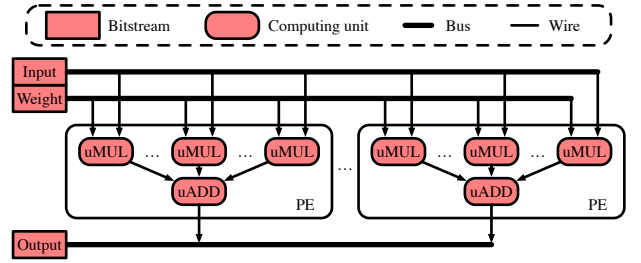 Bitstream Computing unit Bus Wire
Input
Weight
uMUL ... uMUL ... uMUL uMUL ... uMUL ... uMUL
...
uADD uADD
PE PE
Output